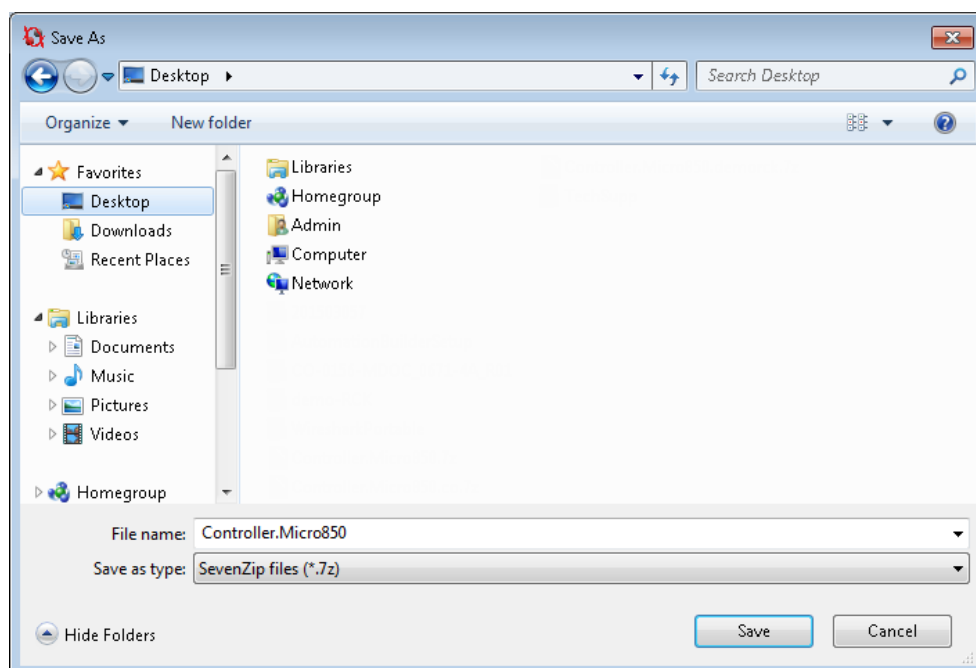 Save As
Desktop
Search Desktop
Organize
New folder
Favorites
Desktop
Downloads
Recent Places
Libraries
Documents
Music
Pictures
Videos
Homegroup
Libraries
Homegroup
Admin
Computer
Network
File name: Controller.Micro850
Save as type: SevenZip files (*.7z)
Hide Folders
Save
Cancel